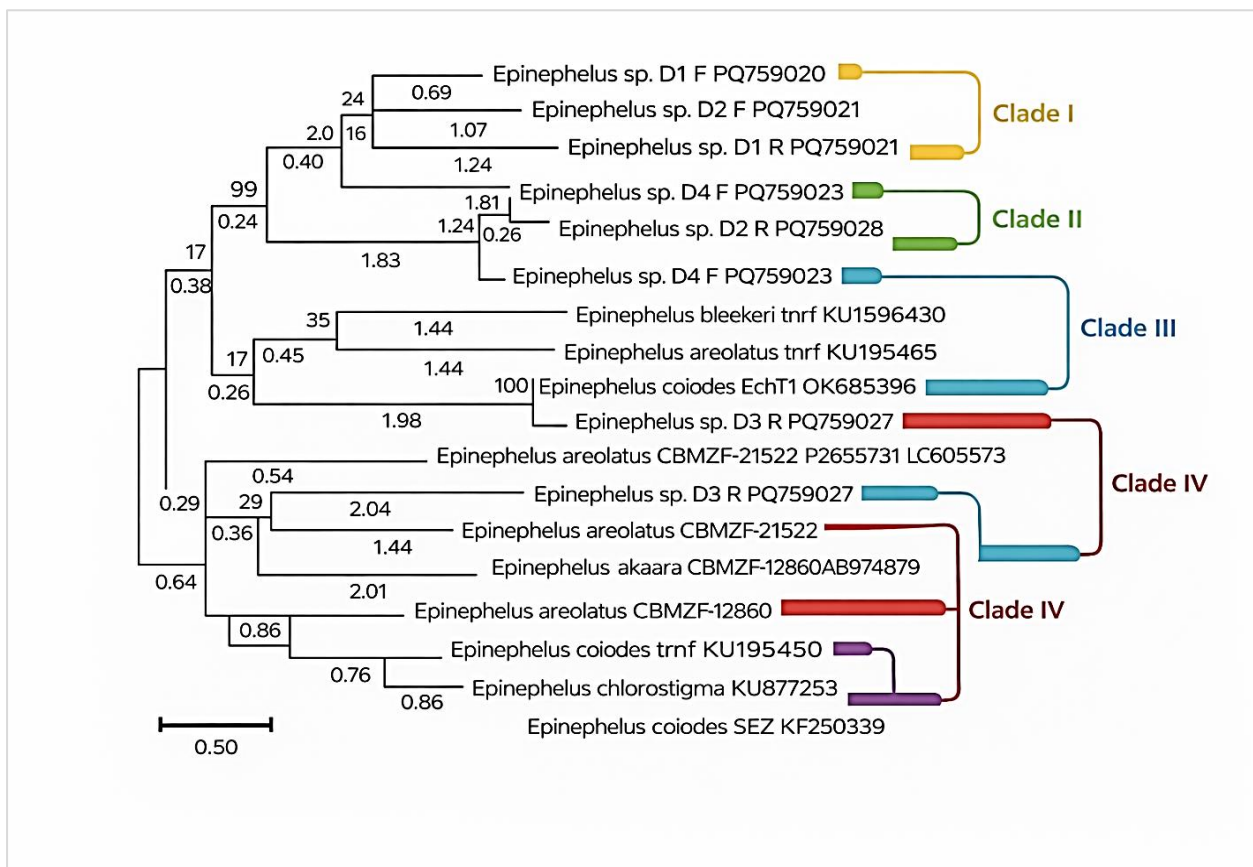 Epinephelus sp. D1 F PQ759020
24
0.69
Epinephelus sp. D2 F PQ759021
Clade I
2.0
16
1.07
Epinephelus sp. D1 R PQ759021
0.40
1.24
99
Epinephelus sp. D4 F PQ759023
1.81
0.24
1.24
0.26
Epinephelus sp. D2 R PQ759028
Clade II
17
1.83
0.38
Epinephelus sp. D4 F PQ759023
35
Epinephelus bleekeri tnrf KU1596430
1.44
Clade III
17
0.45
Epinephelus areolatus tnrf KU195465
1.44
0.26
100
Epinephelus coiodes EchT1 OK685396
1.98
Epinephelus sp. D3 R PQ759027
Epinephelus areolatus CBMZF-21522 P2655731 LC605573
0.54
Clade IV
0.29
29
Epinephelus sp. D3 R PQ759027
2.04
0.36
Epinephelus areolatus CBMZF-21522
1.44
0.64
Epinephelus akaara CBMZF-12860AB974879
2.01
Epinephelus areolatus CBMZF-12860
Clade IV
0.86
Epinephelus coiodes trnf KU195450
0.76
Epinephelus chlorostigma KU877253
0.86
Epinephelus coiodes SEZ KF250339
0.50